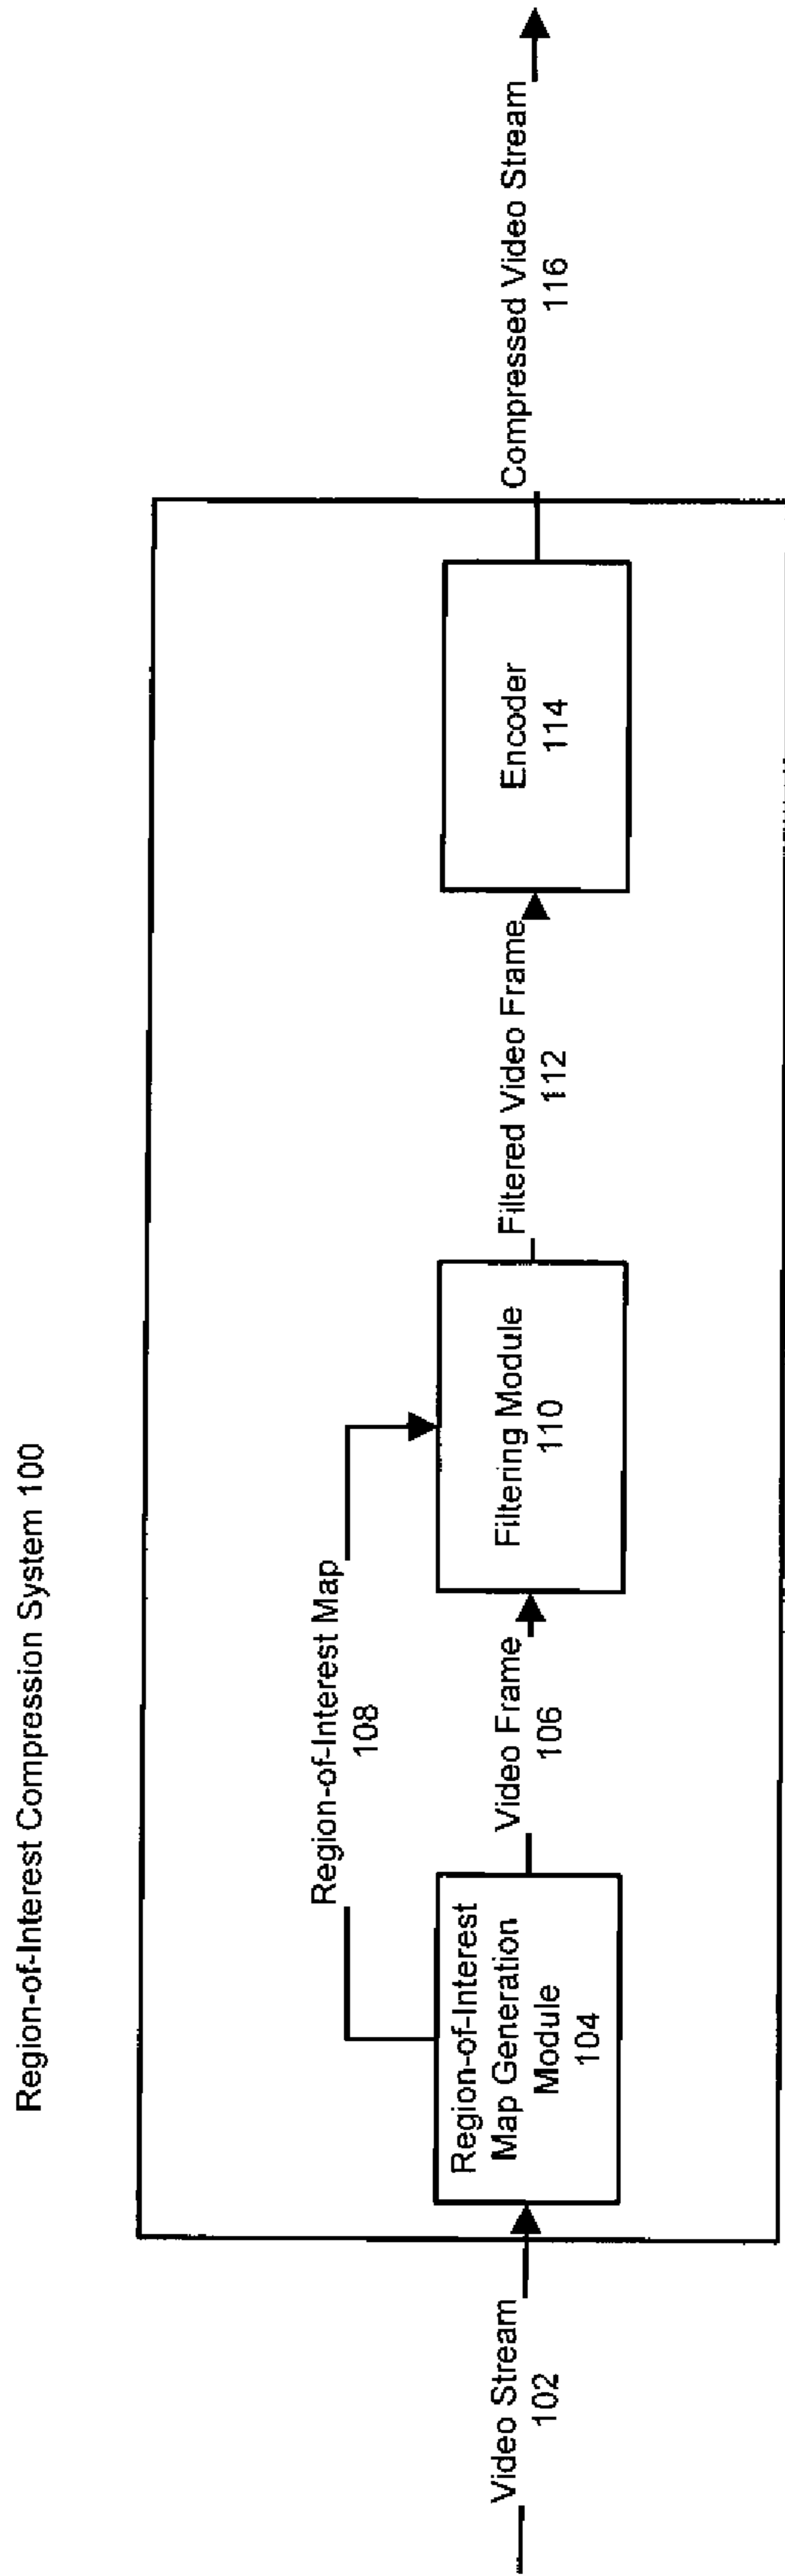 Region-of-Interest Compression System 100
Video Stream
102
Region-of-Interest
Map Generation
Module
104
Region-of-Interest Map
108
Video Frame
106
Filtering Module
110
Filtered Video Frame
112
Encoder
114
Compressed Video Stream
116